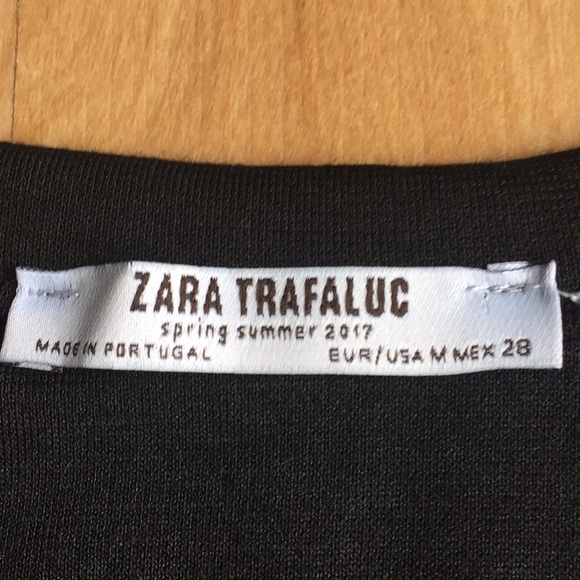 ZARA TRAFALUC
spring summer 2017
MADE IN PORTUGAL EUR/USA M MEX 28